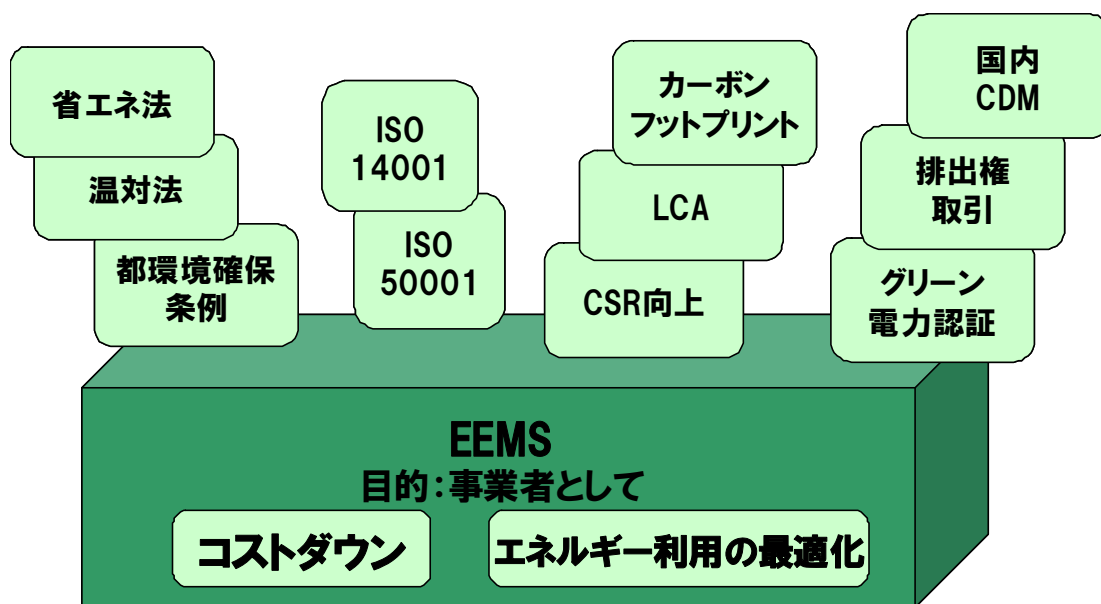 省エネ法
温対法
都環境確保
条例
ISO
14001
ISO
50001
カーボン
フットプリント
LCA
CSR向上
国内
CDM
排出権
取引
グリーン
電力認証
EEMS
目的：事業者として
コストダウン
エネルギー利用の最適化